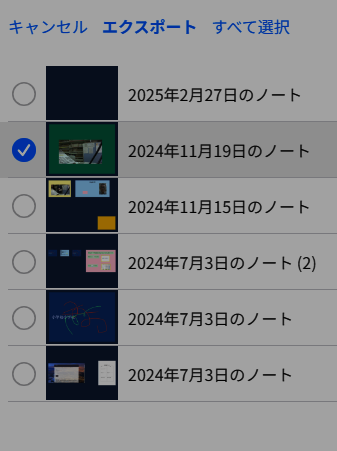 キャンセル エクスポート すべて選択
2025年2月27日のノート
2024年11月19日のノート
2024年11月15日のノート
2024年7月3日のノート (2)
2024年7月3日のノート
2024年7月3日のノート